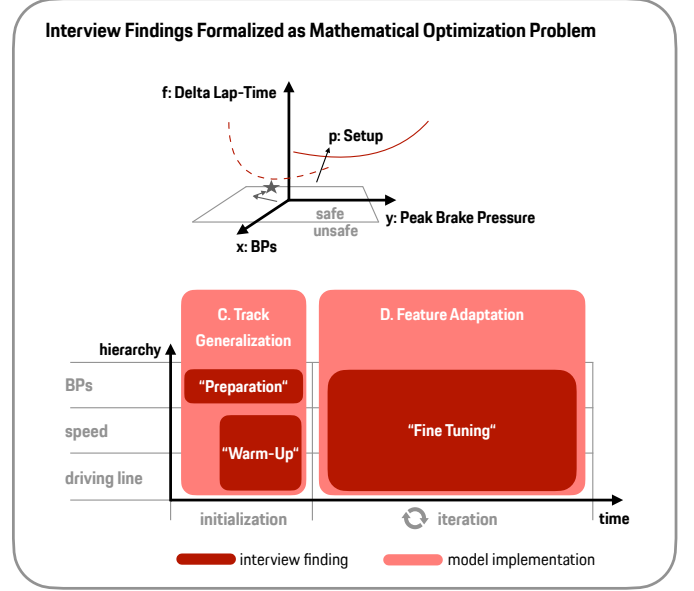 Interview Findings Formalized as Mathematical Optimization Problem
f: Delta Lap-Time
p: Setup
safe
unsafe
y: Peak Brake Pressure
x: BPs
C. Track
Generalization
D. Feature Adaptation
hierarchy
BPs
"Preparation"
speed
"Warm-Up"
"Fine Tuning"
driving line
initialization
iteration
time
interview finding
model implementation